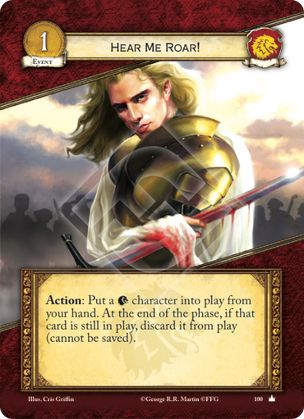 1
Event
Hear Me Roar!
Action: Put a character into play from
your hand. At the end of the phase, if that
card is still in play, discard it from play
(cannot be saved).
Illus. Cris Griffin
©George R.R. Martin ©FFG
100